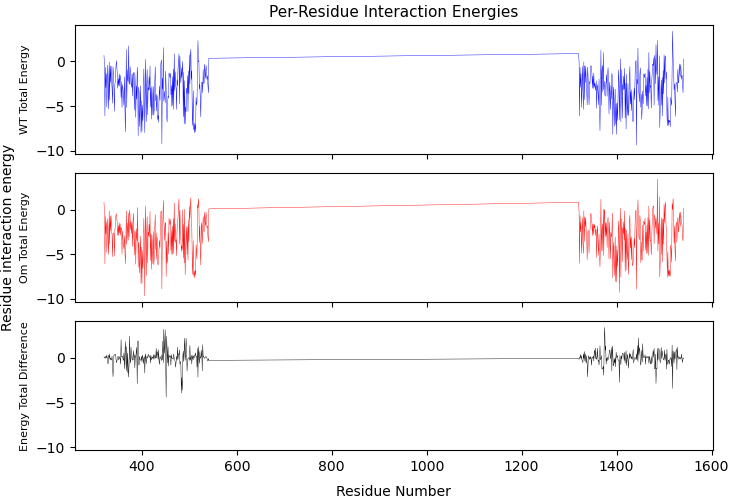 Per-Residue Interaction Energies
WT Total Energy
0
−5
−10
Residue interaction energy
Om Total Energy
0
−5
−10
Energy Total Difference
0
−5
−10
400 600 800 1000 1200 1400 1600
Residue Number